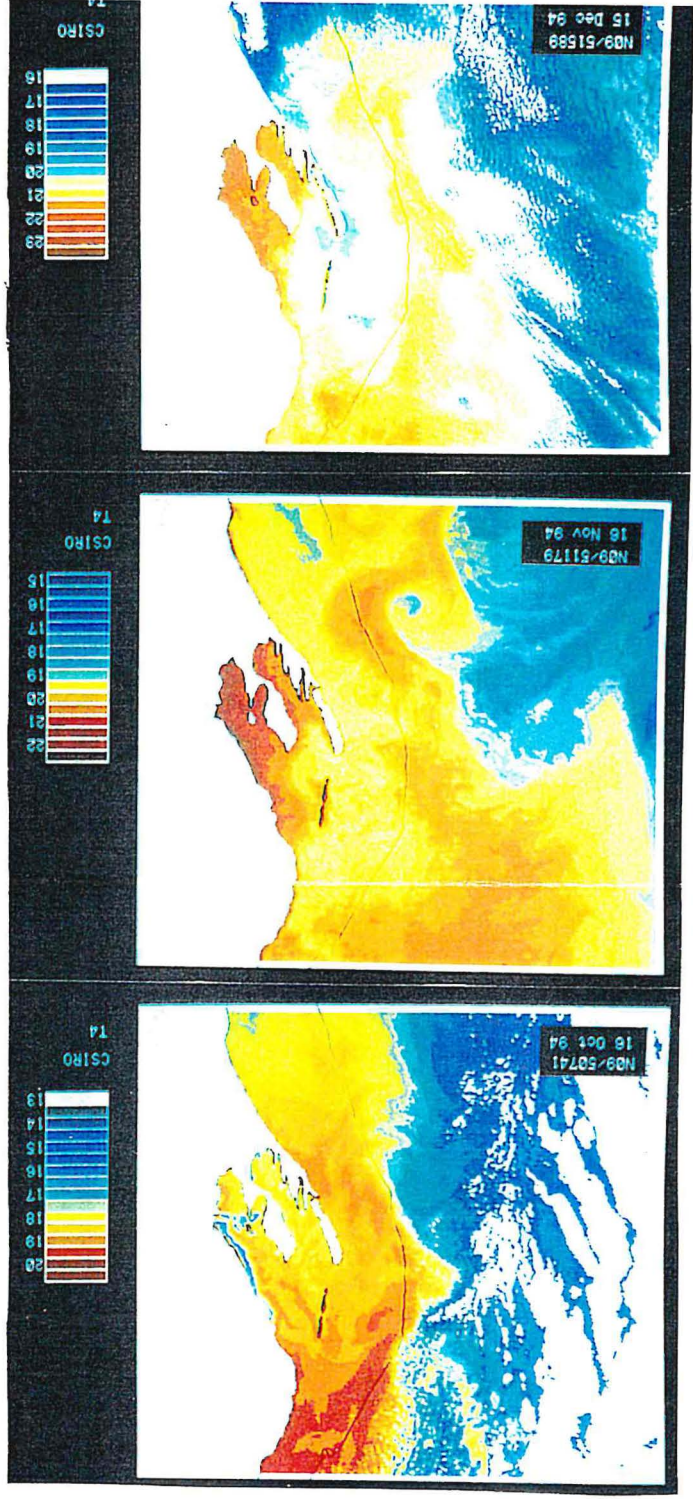 20
19
18
17
16
15
14
13
CSIRO
T4
N09/50741
16 Oct 94
22
21
20
19
18
17
16
15
CSIRO
T4
N09/51179
16 Nov 94
23
22
21
20
19
18
17
16
CSIRO
T4
N09/51589
15 Dec 94